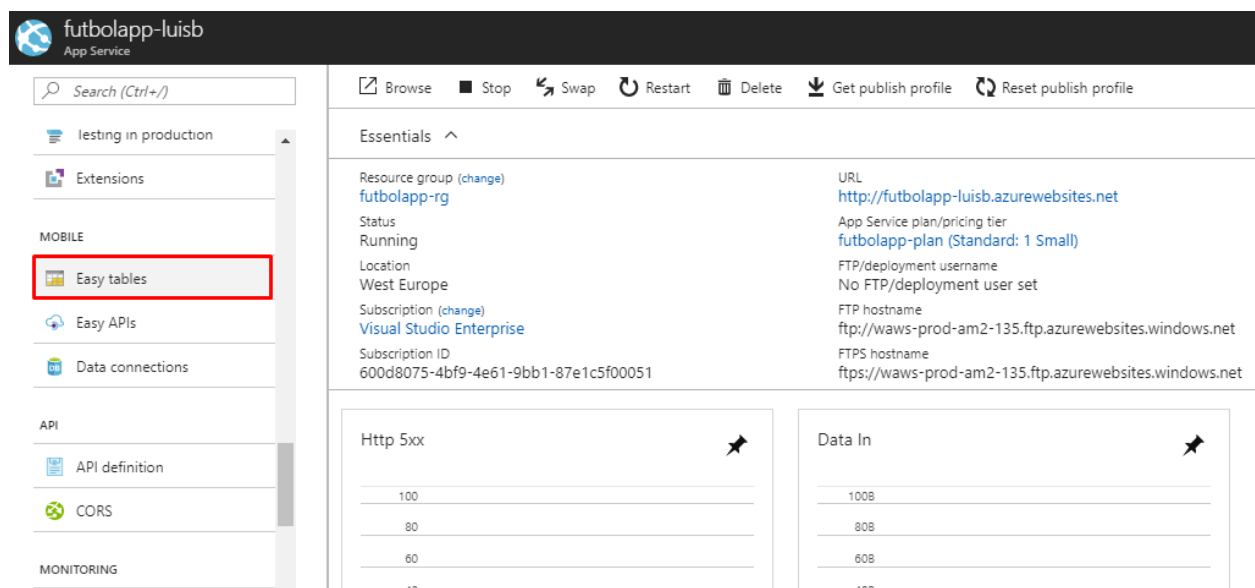 futbolapp-luisb
App Service
Search (Ctrl+/)
Testing in production
Extensions
MOBILE
Easy tables
Easy APIs
Data connections
API
API definition
CORS
MONITORING
Browse Stop Swap Restart Delete Get publish profile Reset publish profile
Essentials
Resource group (change)
futbolapp-rg
Status
Running
Location
West Europe
Subscription (change)
Visual Studio Enterprise
Subscription ID
600d8075-4bf9-4e61-9bb1-87e1c5f00051
URL
http://futbolapp-luisb.azurewebsites.net
App Service plan/pricing tier
futbolapp-plan (Standard: 1 Small)
FTP/deployment username
No FTP/deployment user set
FTP hostname
ftp://waws-prod-am2-135.ftp.azurewebsites.windows.net
FTPS hostname
ftps://waws-prod-am2-135.ftp.azurewebsites.windows.net
Http 5xx
100
80
60
Data In
100B
80B
60B